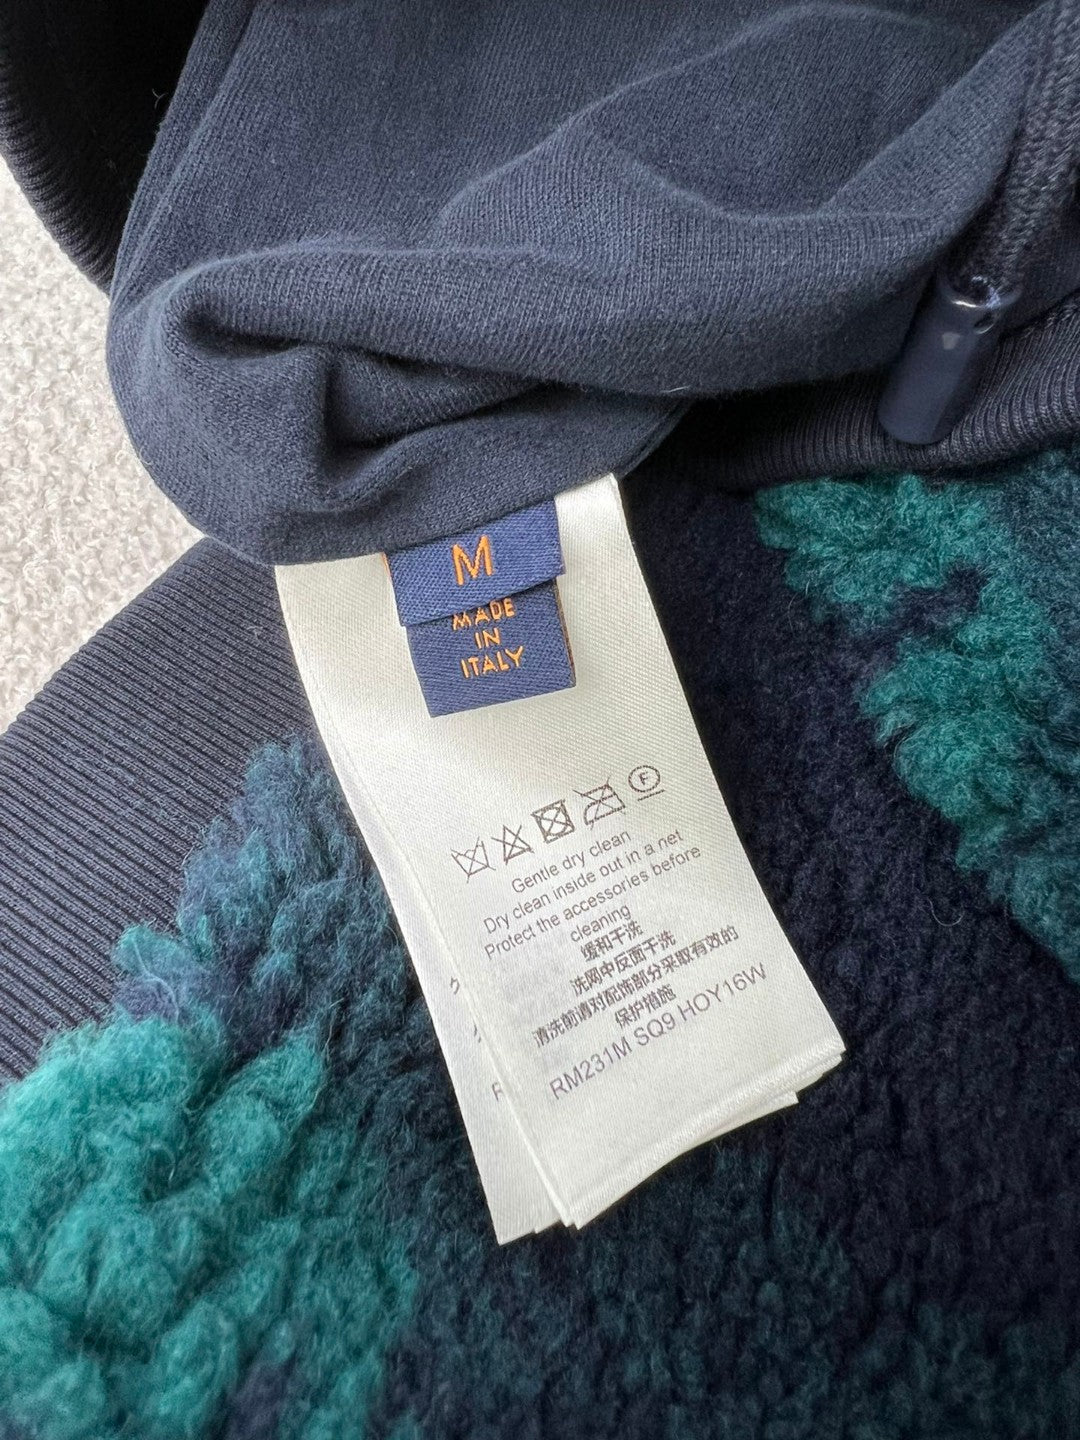 M
MADE
IN
ITALY
F
Gentle dry clean
Dry clean inside out in a net
Protect the accessories before
cleaning
缓和干洗
洗网中反面干洗
清洗前请对配饰部分采取有效的
保护措施
RM231M SQ9 HOY16W
R